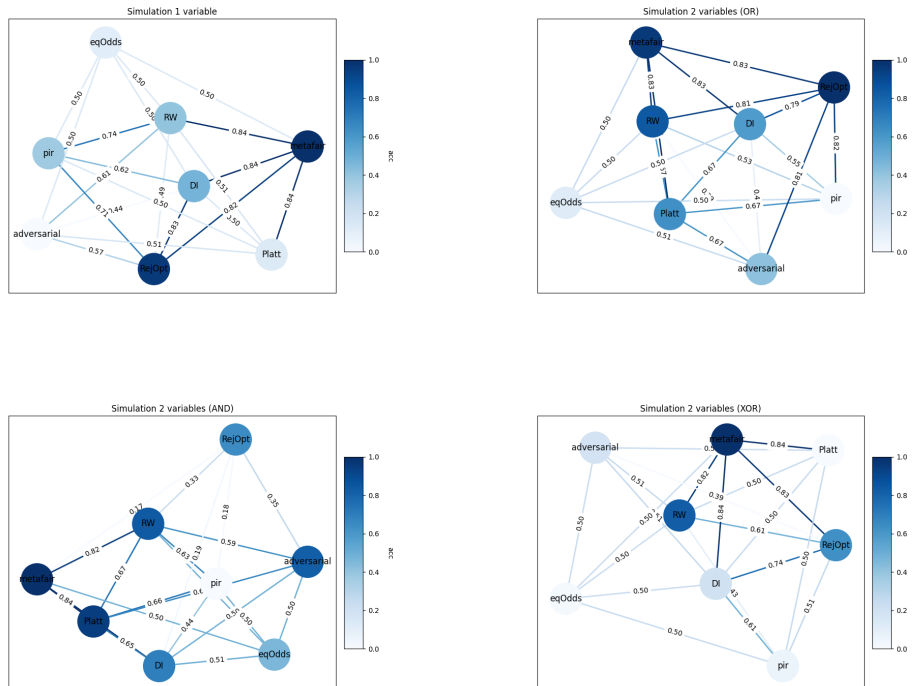 Simulation 1 variable
eqOdds
RW
pir
metafair
DI
adversarial
Platt
RejOpt
0.50
0.50
0.50
0.50
0.74
0.84
0.62
0.84
0.61
0.51
0.49
0.50
0.84
0.71
0.44
0.82
0.83
0.51
0.57
1.0
0.8
0.6
0.4
0.2
0.0
acc
Simulation 2 variables (OR)
metafair
RejOpt
RW
DI
eqOdds
Platt
pir
adversarial
0.83
0.83
0.83
0.81
0.79
0.50
0.50
0.50
0.53
0.55
0.82
0.67
0.50
0.67
0.81
0.51
0.67
1.0
0.8
0.6
0.4
0.2
0.0
Simulation 2 variables (AND)
RejOpt
RW
metafair
adversarial
pir
Platt
DI
eqOdds
0.33
0.35
0.17
0.18
0.82
0.63
0.59
0.19
0.67
0.84
0.66
0.50
0.50
0.50
0.44
0.65
0.51
1.0
0.8
0.6
0.4
0.2
0.0
acc
Simulation 2 variables (XOR)
metafair
adversarial
Platt
RW
RejOpt
DI
eqOdds
pir
0.84
0.51
0.82
0.50
0.39
0.83
0.50
0.84
0.50
0.61
0.50
0.74
0.50
0.50
0.61
0.51
0.50
1.0
0.8
0.6
0.4
0.2
0.0